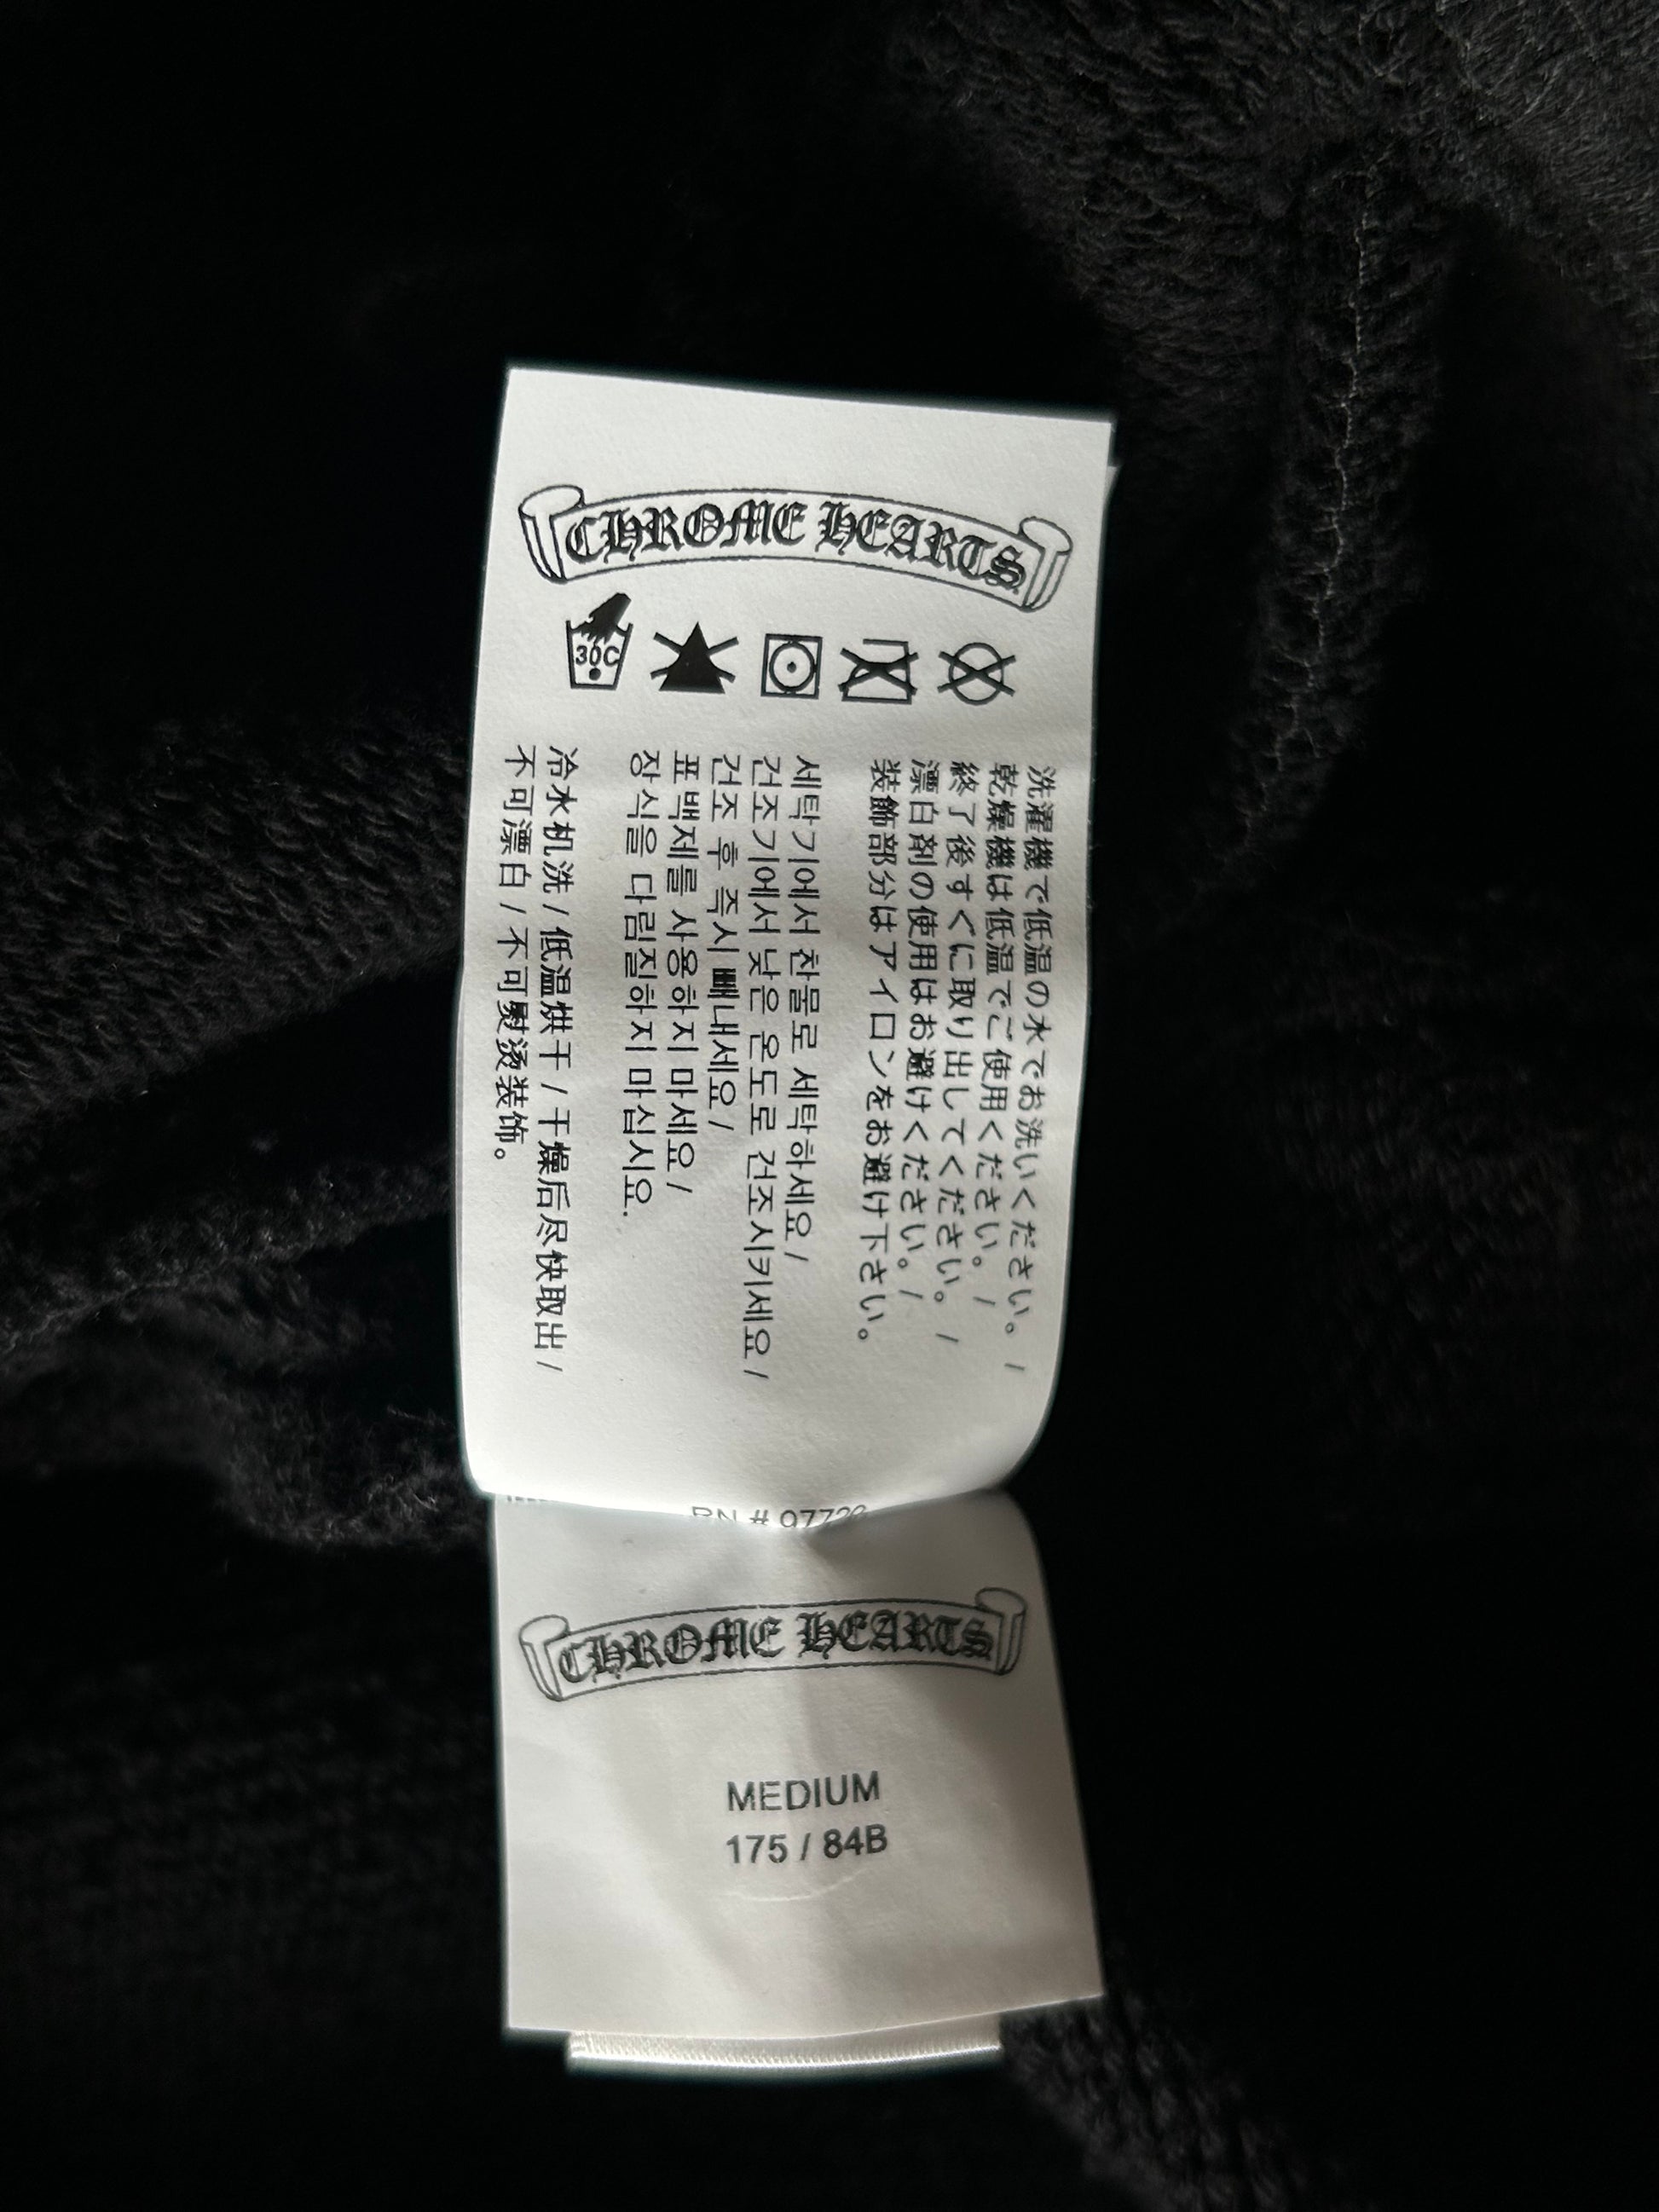 CHROME HEARTS
30C
洗濯機で低温の水でお洗いください。 /
乾燥機は低温でご使用ください。 /
終了後すぐに取り出してください。 /
漂白剤の使用はお避けください。 /
装飾部分はアイロンをお避け下さい。
세탁기에서 찬물로 세탁하세요 /
건조기에서 낮은 온도로 건조시키세요 /
건조 후 즉시 빼내세요 /
표백제를 사용하지 마세요 /
장식을 다림질하지 마십시요.
冷水机洗 / 低温烘干 / 干燥后尽快取出 /
不可漂白 / 不可熨烫装饰。
RN #
CHROME HEARTS
MEDIUM
175 / 84B